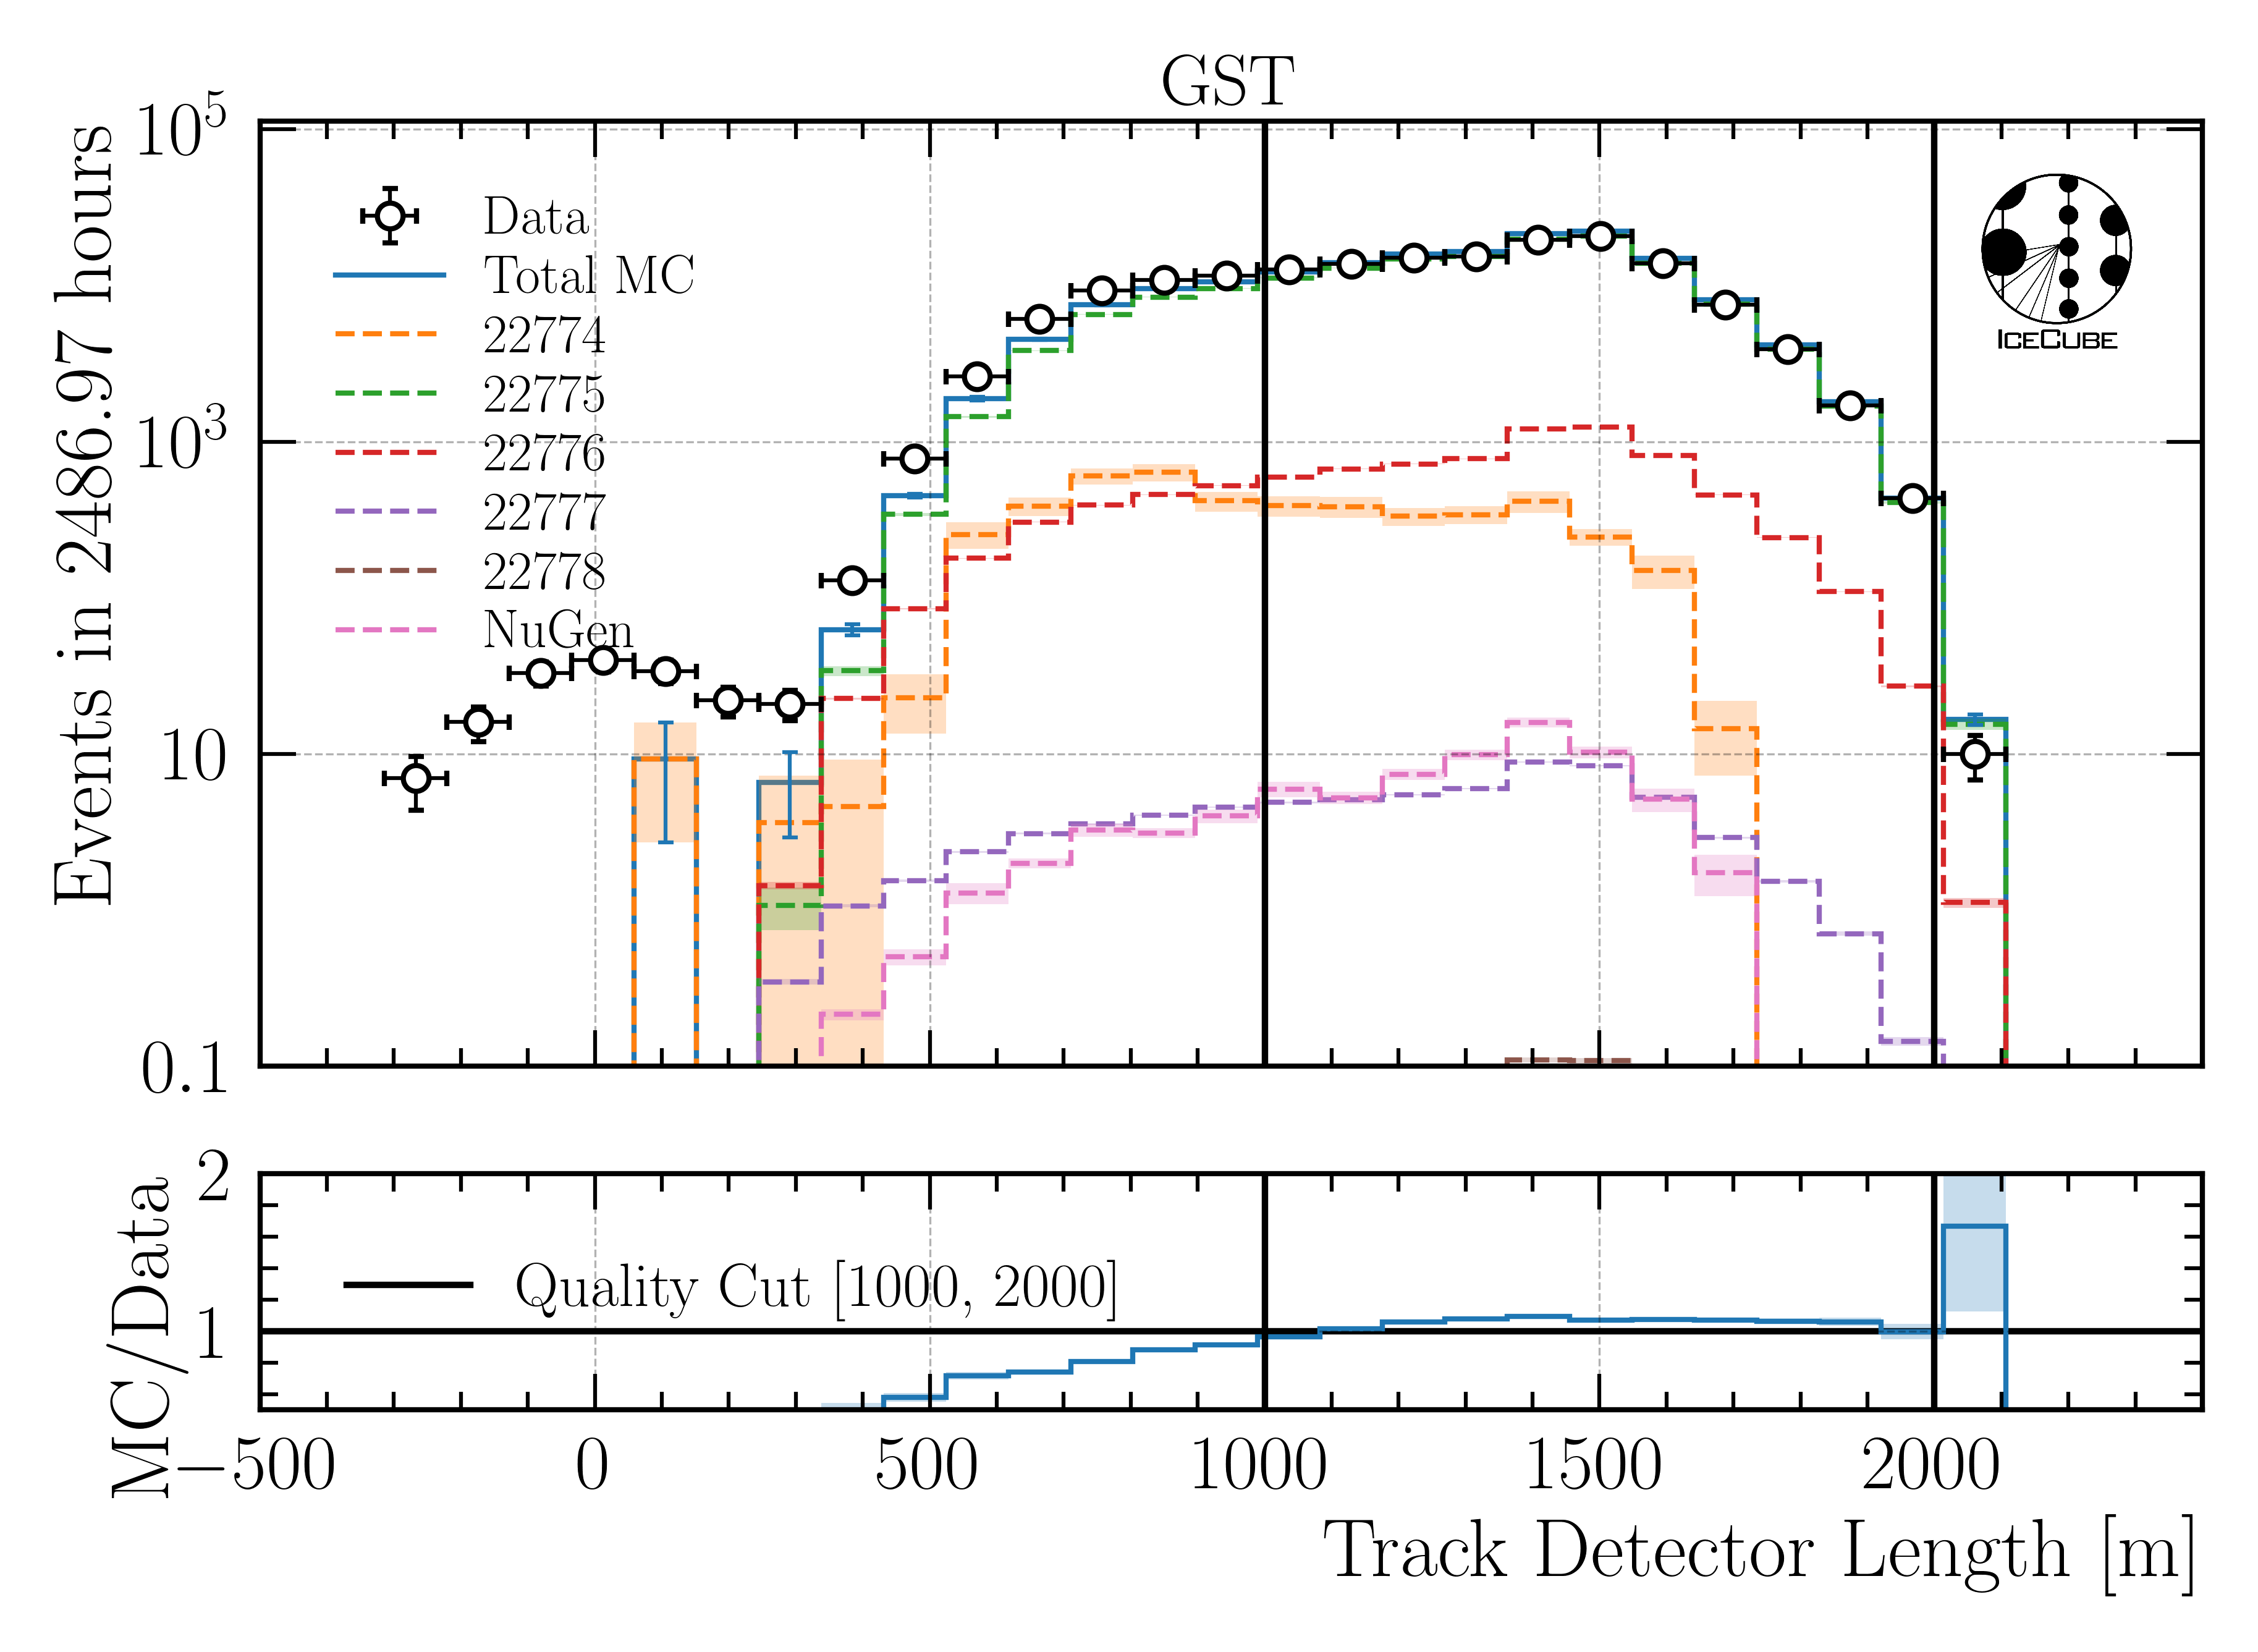 GST
Events in 2486.97 hours
10^5
10^3
10
0.1
Data
Total MC
22774
22775
22776
22777
22778
NuGen
ICECUBE
MC/Data
2
1
Quality Cut [1000, 2000]
−500 0 500 1000 1500 2000
Track Detector Length [m]